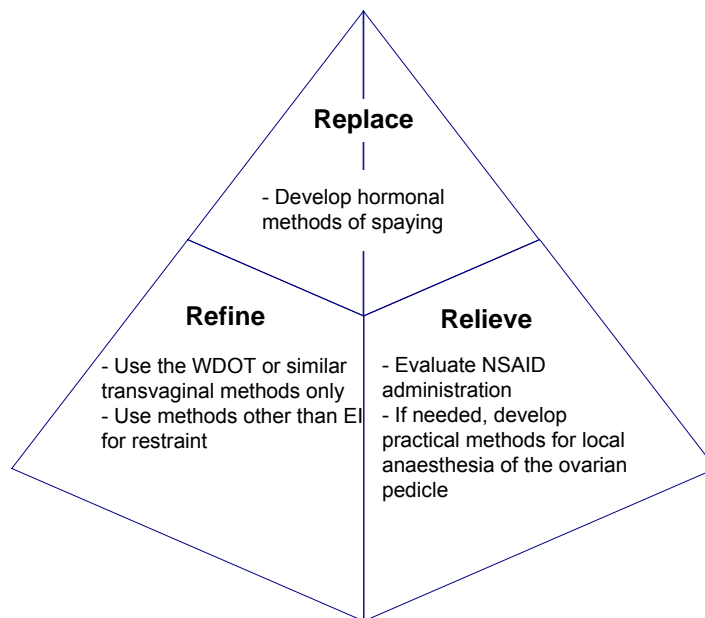 Replace
- Develop hormonal
methods of spaying
Refine
- Use the WDOT or similar
transvaginal methods only
- Use methods other than EI
for restraint
Relieve
- Evaluate NSAID
administration
- If needed, develop
practical methods for local
anaesthesia of the ovarian
pedicle